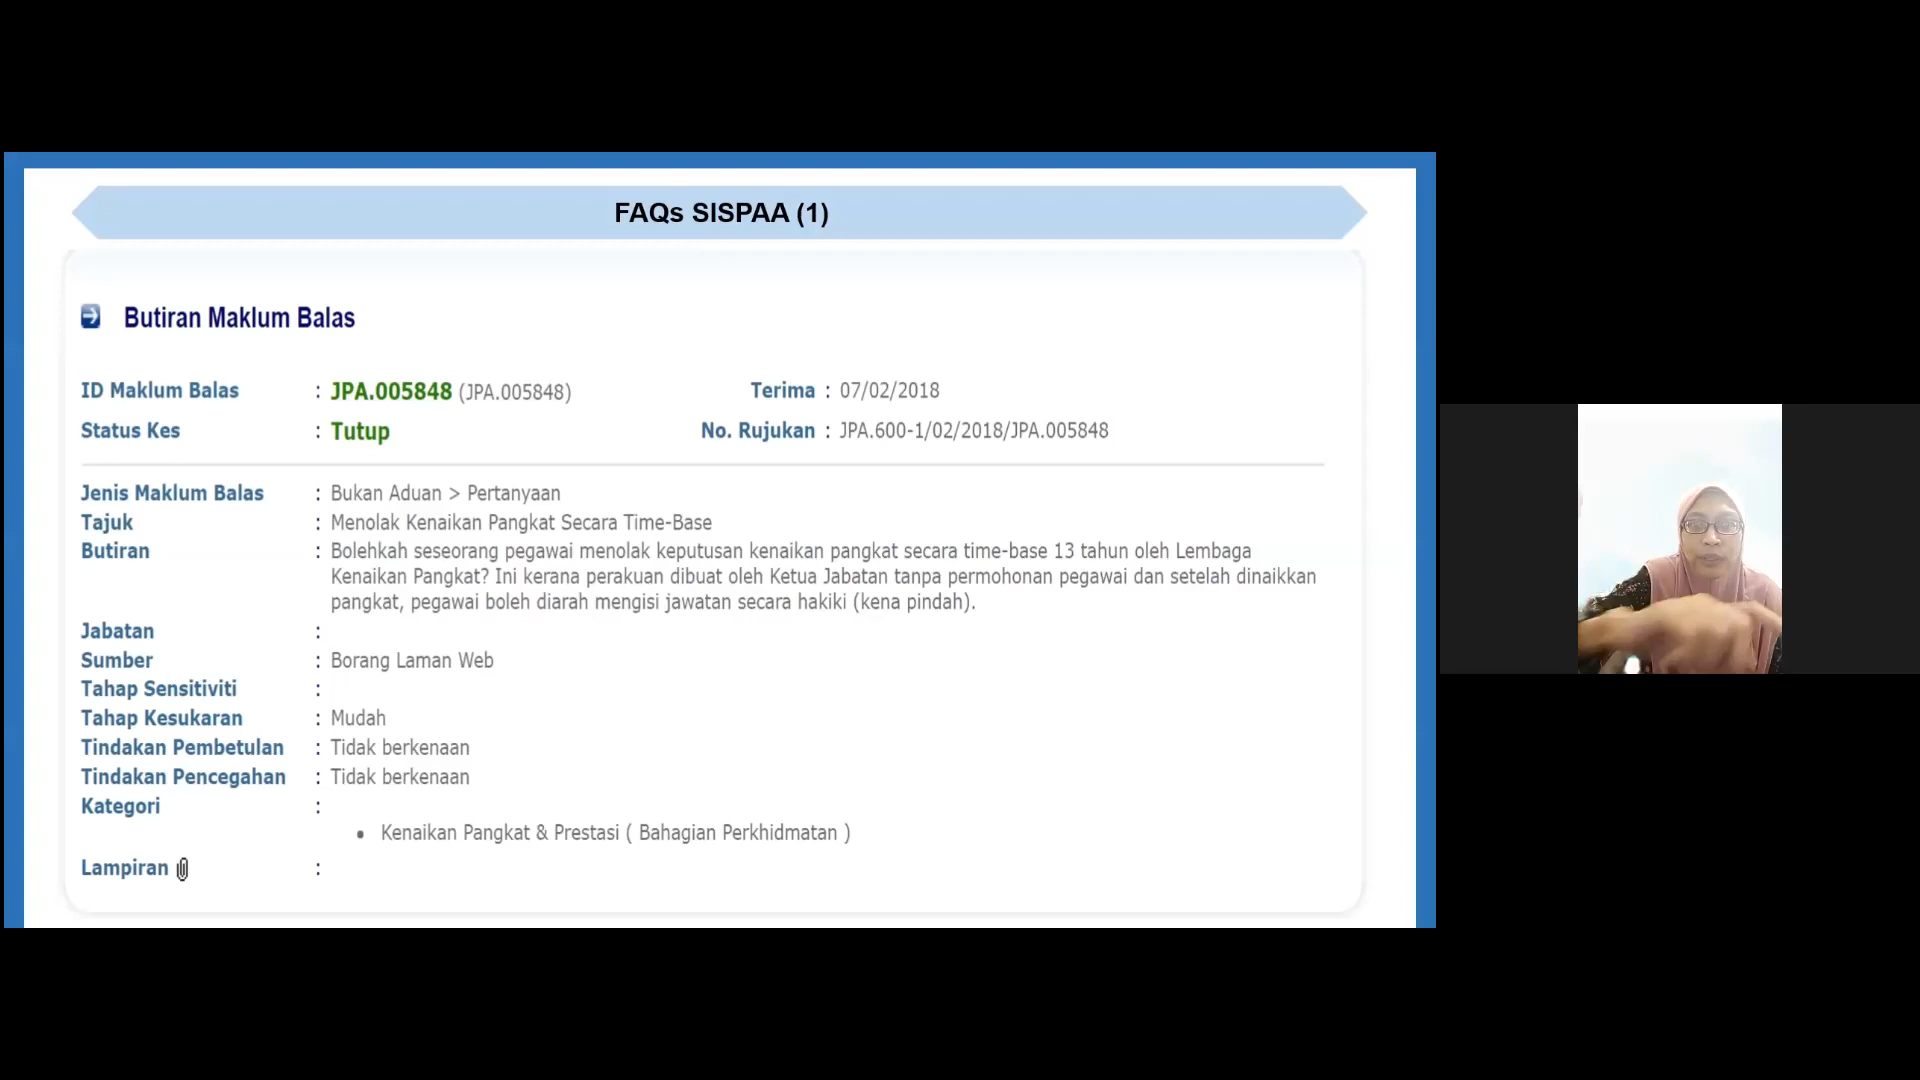 FAQs SISPAA (1)
Butiran Maklum Balas
ID Maklum Balas : JPA.005848 (JPA.005848) Terima : 07/02/2018
Status Kes : Tutup No. Rujukan : JPA.600-1/02/2018/JPA.005848
Jenis Maklum Balas : Bukan Aduan > Pertanyaan
Tajuk : Menolak Kenaikan Pangkat Secara Time-Base
Butiran : Bolehkah seseorang pegawai menolak keputusan kenaikan pangkat secara time-base 13 tahun oleh Lembaga
Kenaikan Pangkat? Ini kerana perakuan dibuat oleh Ketua Jabatan tanpa permohonan pegawai dan setelah dinaikkan
pangkat, pegawai boleh diarah mengisi jawatan secara hakiki (kena pindah).
Jabatan :
Sumber : Borang Laman Web
Tahap Sensitiviti :
Tahap Kesukaran : Mudah
Tindakan Pembetulan : Tidak berkenaan
Tindakan Pencegahan : Tidak berkenaan
Kategori :
• Kenaikan Pangkat & Prestasi ( Bahagian Perkhidmatan )
Lampiran :